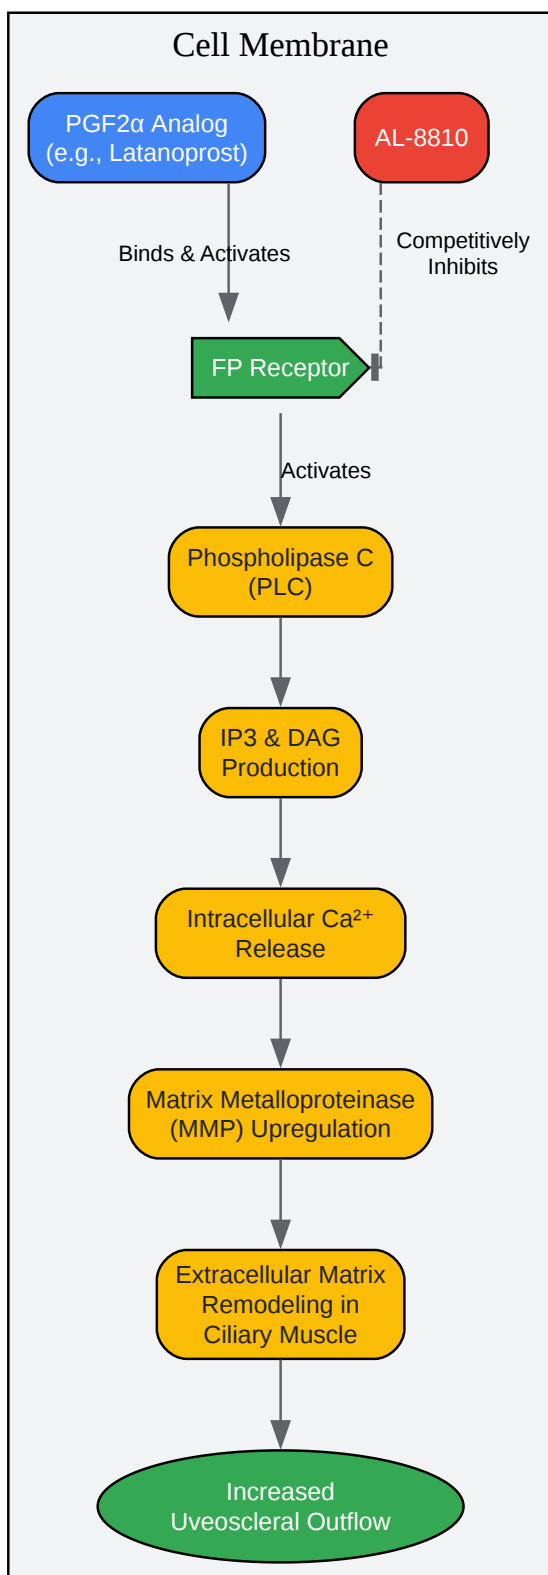 Cell Membrane
PGF2α Analog
(e.g., Latanoprost)
AL-8810
Binds & Activates
Competitively
Inhibits
FP Receptor
Activates
Phospholipase C
(PLC)
IP3 & DAG
Production
Intracellular Ca²⁺
Release
Matrix Metalloproteinase
(MMP) Upregulation
Extracellular Matrix
Remodeling in
Ciliary Muscle
Increased
Uveoscleral Outflow